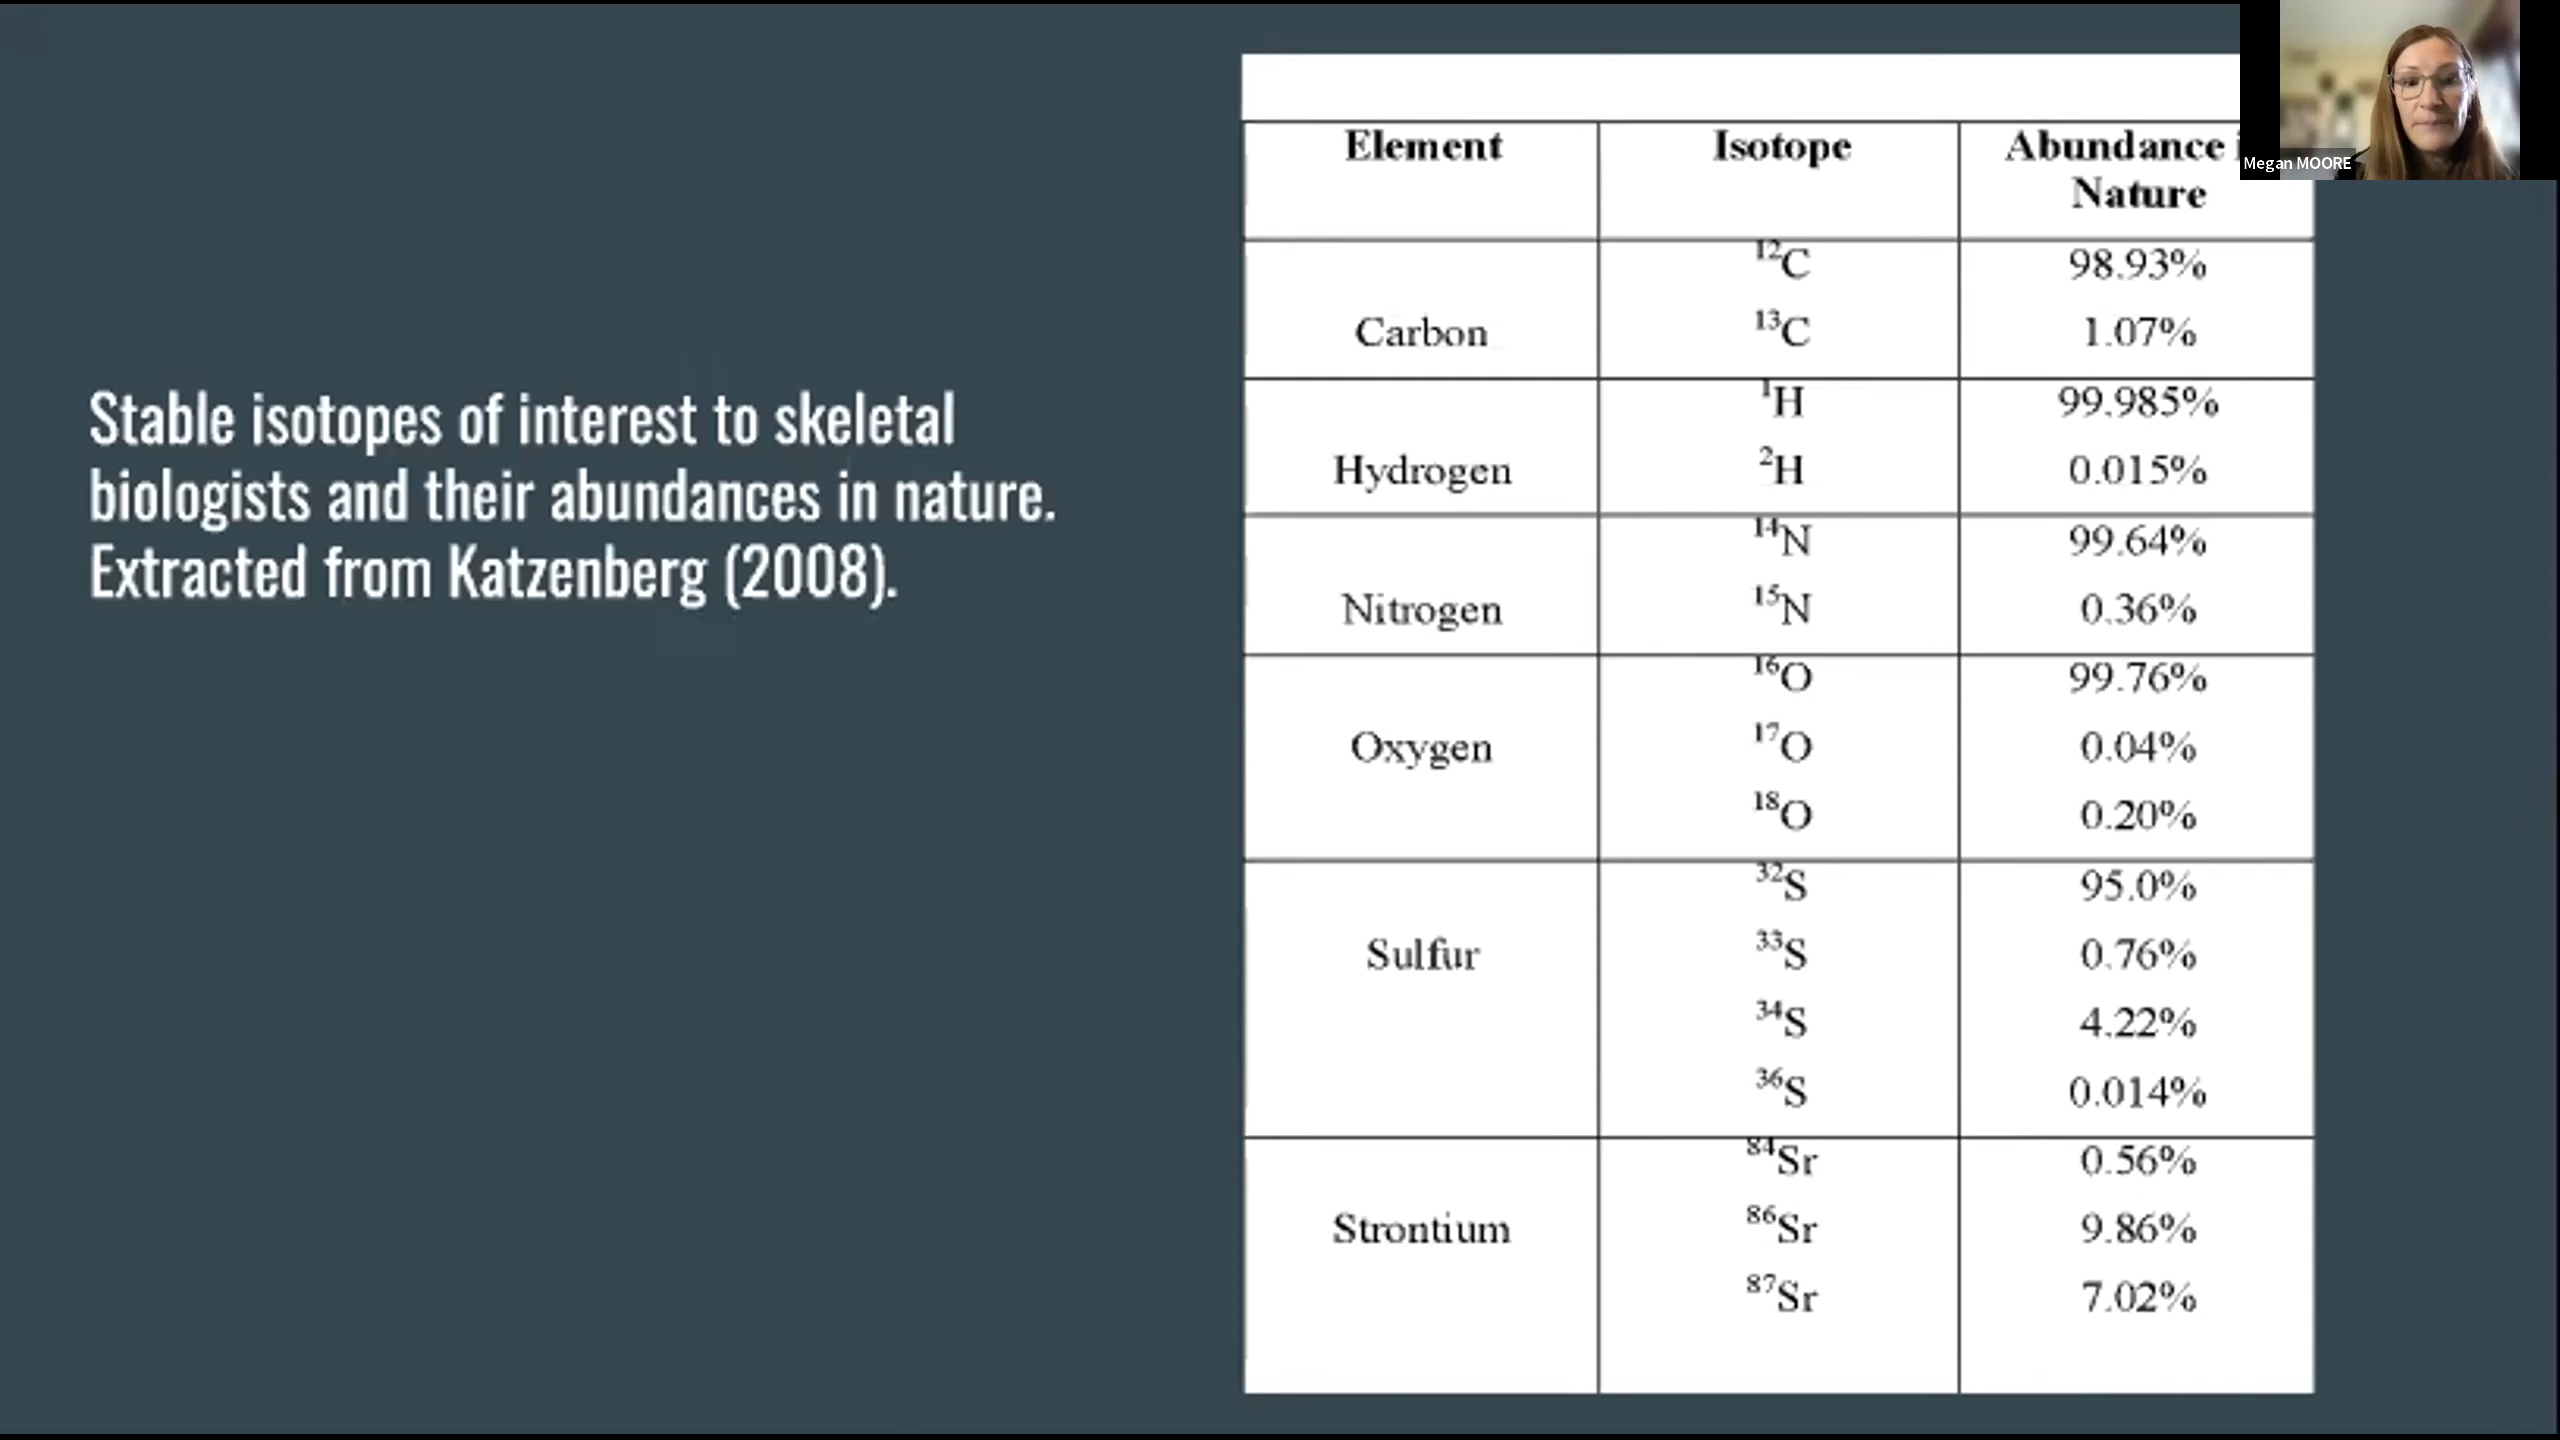 Stable isotopes of interest to skeletal
biologists and their abundances in nature.
Extracted from Katzenberg (2008).
Element Isotope Abundance
Nature
¹²C 98.93%
Carbon ¹³C 1.07%
¹H 99.985%
Hydrogen ²H 0.015%
¹⁴N 99.64%
Nitrogen ¹⁵N 0.36%
¹⁶O 99.76%
Oxygen ¹⁷O 0.04%
¹⁸O 0.20%
³²S 95.0%
Sulfur ³³S 0.76%
³⁴S 4.22%
³⁶S 0.014%
⁸⁴Sr 0.56%
Strontium ⁸⁶Sr 9.86%
⁸⁷Sr 7.02%
Megan MOORE